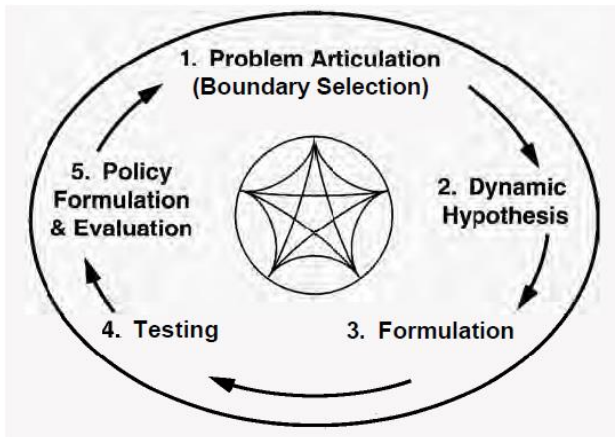 1. Problem Articulation
(Boundary Selection)
2. Dynamic
Hypothesis
3. Formulation
4. Testing
5. Policy
Formulation
& Evaluation